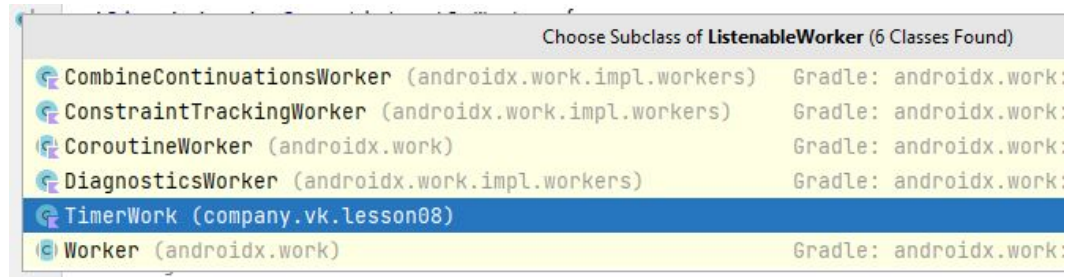 Choose Subclass of ListenableWorker (6 Classes Found)
CombineContinuationsWorker (androidx.work.impl.workers) Gradle: androidx.work:
ConstraintTrackingWorker (androidx.work.impl.workers) Gradle: androidx.work:
CoroutineWorker (androidx.work) Gradle: androidx.work:
DiagnosticsWorker (androidx.work.impl.workers) Gradle: androidx.work:
TimerWork (company.vk.lesson08)
Worker (androidx.work) Gradle: androidx.work: